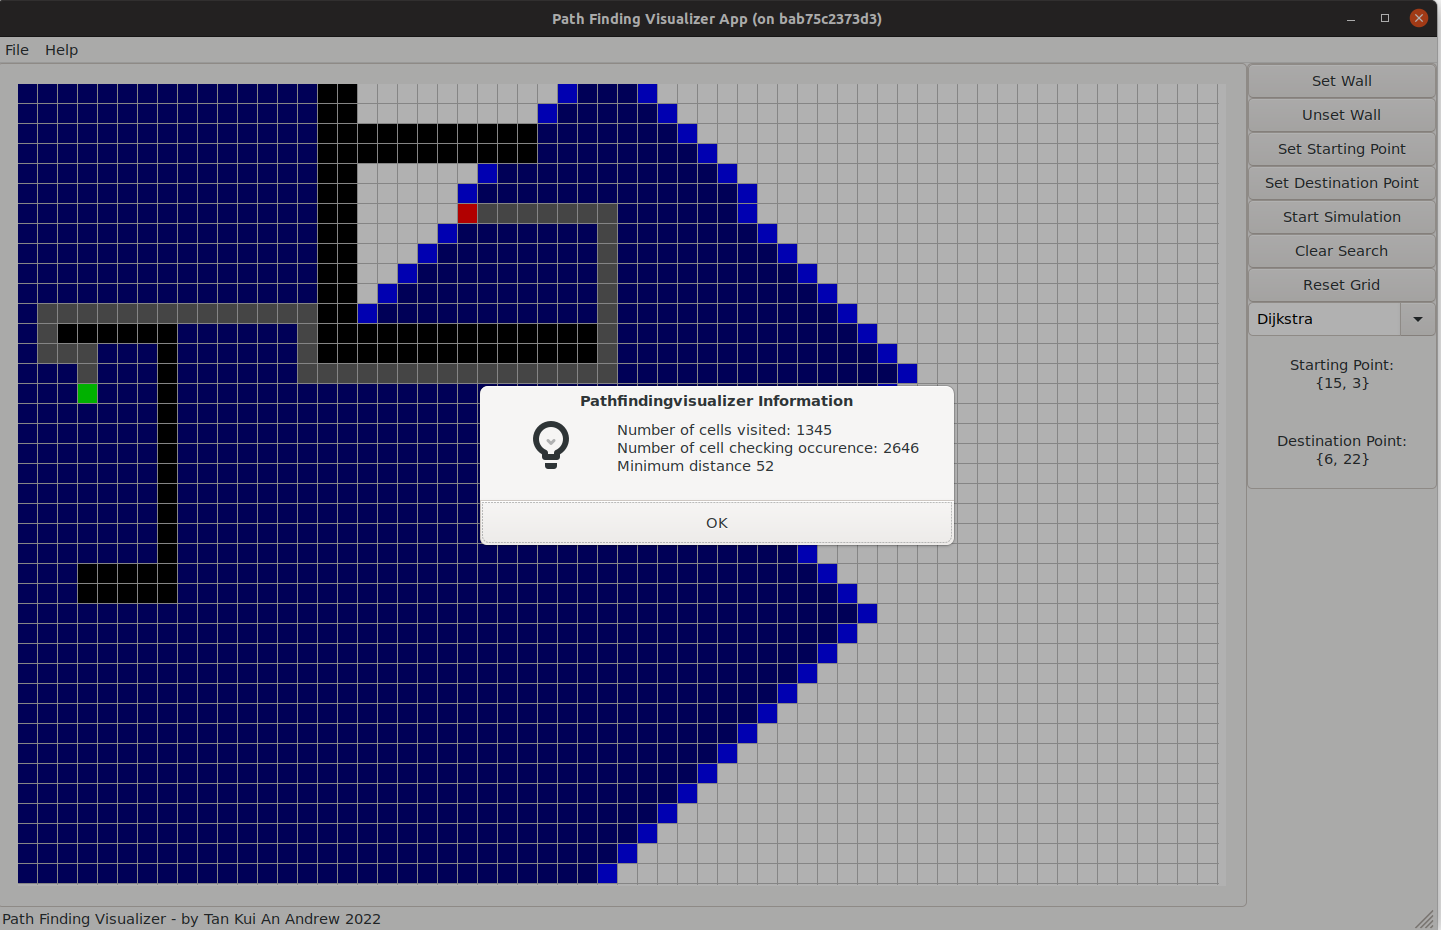 Path Finding Visualizer App (on bab75c2373d3)
File Help
Set Wall
Unset Wall
Set Starting Point
Set Destination Point
Start Simulation
Clear Search
Reset Grid
Dijkstra
Starting Point:
{15, 3}
Destination Point:
{6, 22}
Pathfindingvisualizer Information
Number of cells visited: 1345
Number of cell checking occurence: 2646
Minimum distance 52
OK
Path Finding Visualizer - by Tan Kui An Andrew 2022